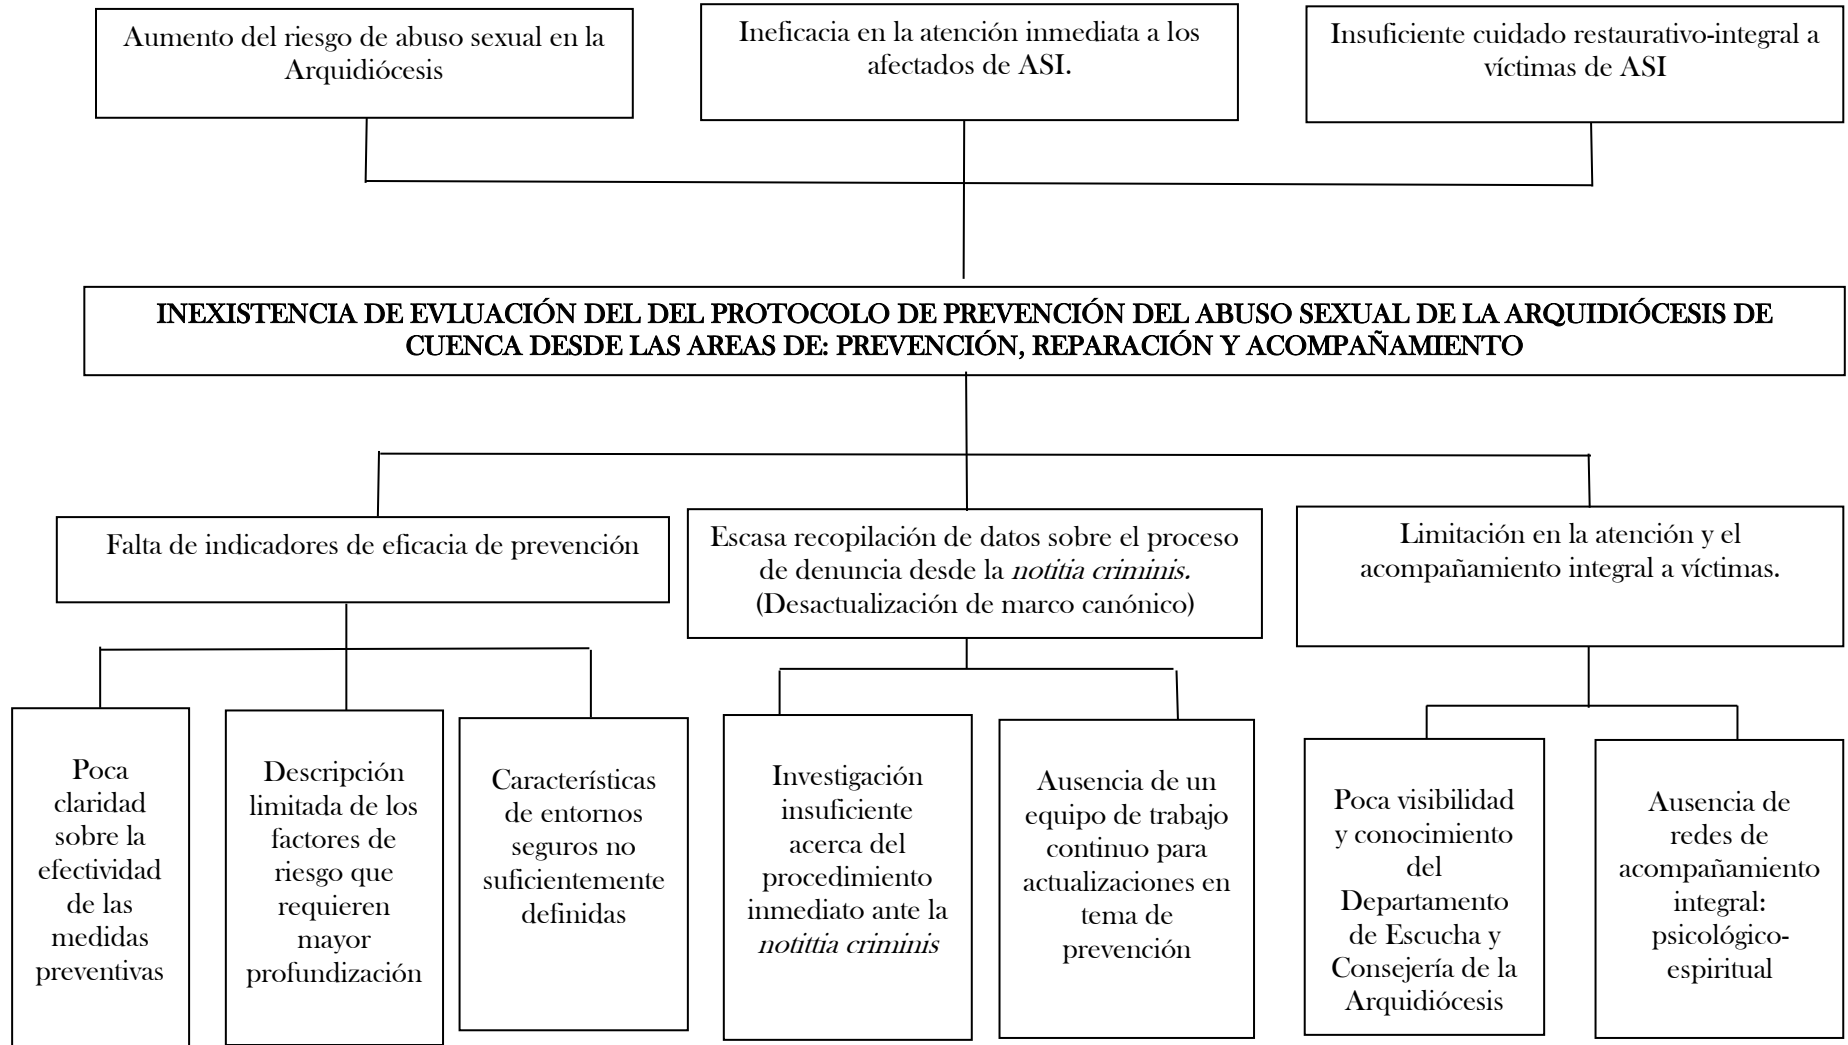 Aumento del riesgo de abuso sexual en la
Arquidiócesis
Ineficacia en la atención inmediata a los
afectados de ASI.
Insuficiente cuidado restaurativo-integral a
víctimas de ASI
INEXISTENCIA DE EVLUACIÓN DEL DEL PROTOCOLO DE PREVENCIÓN DEL ABUSO SEXUAL DE LA ARQUIDIÓCESIS DE
CUENCA DESDE LAS AREAS DE: PREVENCIÓN, REPARACIÓN Y ACOMPAÑAMIENTO
Falta de indicadores de eficacia de prevención
Escasa recopilación de datos sobre el proceso
de denuncia desde la notitia criminis.
(Desactualización de marco canónico)
Limitación en la atención y el
acompañamiento integral a víctimas.
Poca
claridad
sobre la
efectividad
de las
medidas
preventivas
Descripción
limitada de los
factores de
riesgo que
requieren
mayor
profundización
Características
de entornos
seguros no
suficientemente
definidas
Investigación
insuficiente
acerca del
procedimiento
inmediato ante la
notittia criminis
Ausencia de un
equipo de trabajo
continuo para
actualizaciones en
tema de
prevención
Poca visibilidad
y conocimiento
del
Departamento
de Escucha y
Consejería de la
Arquidiócesis
Ausencia de
redes de
acompañamiento
integral:
psicológico-
espiritual